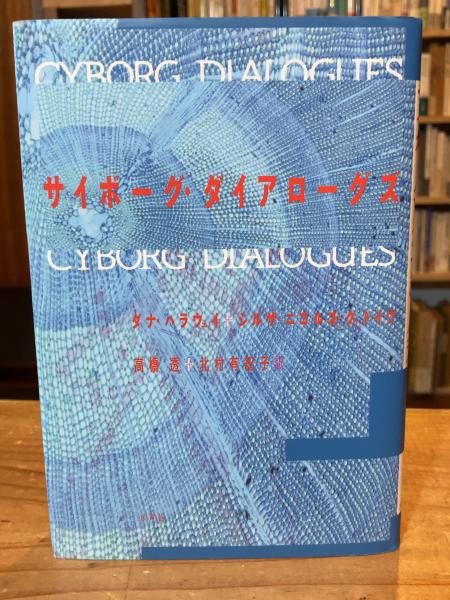 CYBORG DIALOGUES
サイボーグ・ダイアローグズ
CYBORG DIALOGUES
ダナ・ハラウェイ+シルザ・ニコルズ・グッドイヴ
高橋 透+北村有紀子 訳